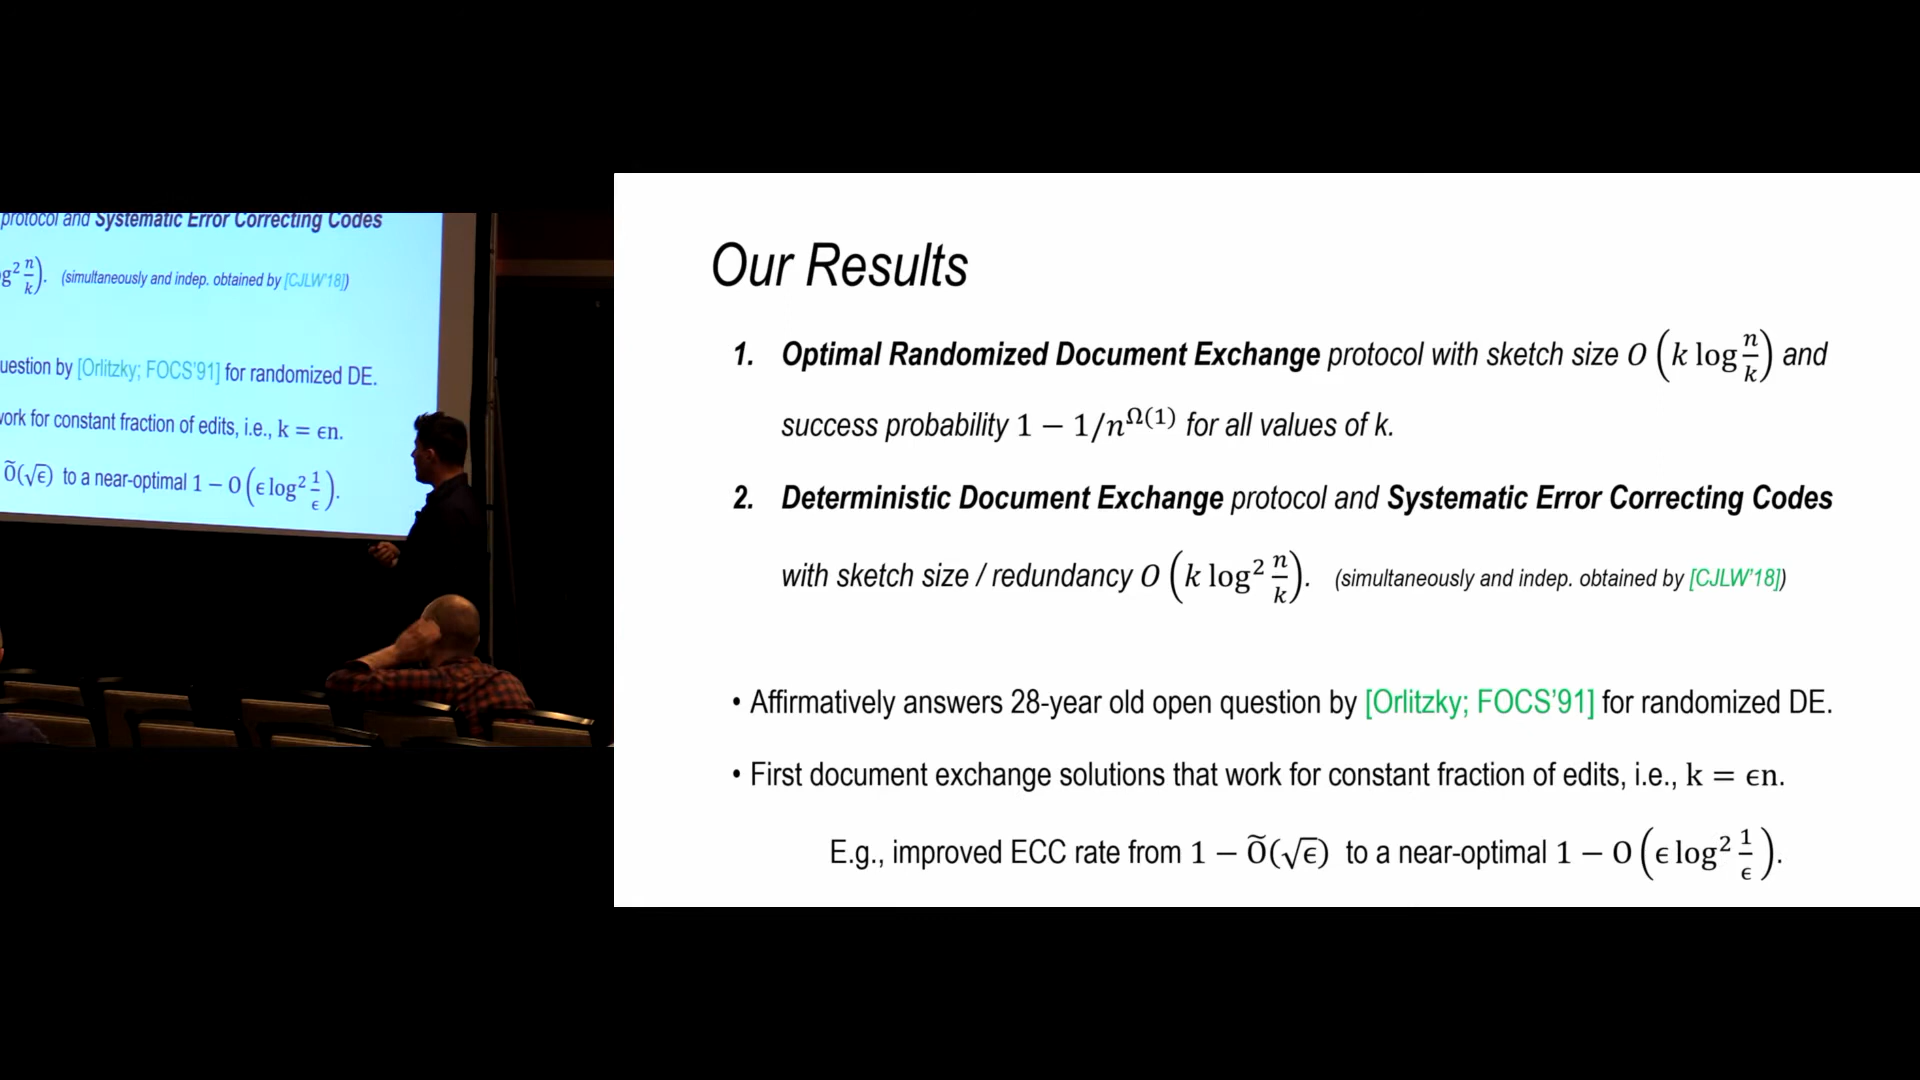 protocol and Systematic Error Correcting Codes
g² n/k). (simultaneously and indep. obtained by [CJLW'18])
uestion by [Orlitzky; FOCS'91] for randomized DE.
work for constant fraction of edits, i.e., k = ϵn.
Õ(√ϵ) to a near-optimal 1 − O(ϵ log² 1/ϵ).
Our Results
1. Optimal Randomized Document Exchange protocol with sketch size O(k log n/k) and
success probability 1 − 1/n^Ω(1) for all values of k.
2. Deterministic Document Exchange protocol and Systematic Error Correcting Codes
with sketch size / redundancy O(k log² n/k). (simultaneously and indep. obtained by [CJLW'18])
• Affirmatively answers 28-year old open question by [Orlitzky; FOCS'91] for randomized DE.
• First document exchange solutions that work for constant fraction of edits, i.e., k = ϵn.
E.g., improved ECC rate from 1 − Õ(√ϵ) to a near-optimal 1 − O(ϵ log² 1/ϵ).